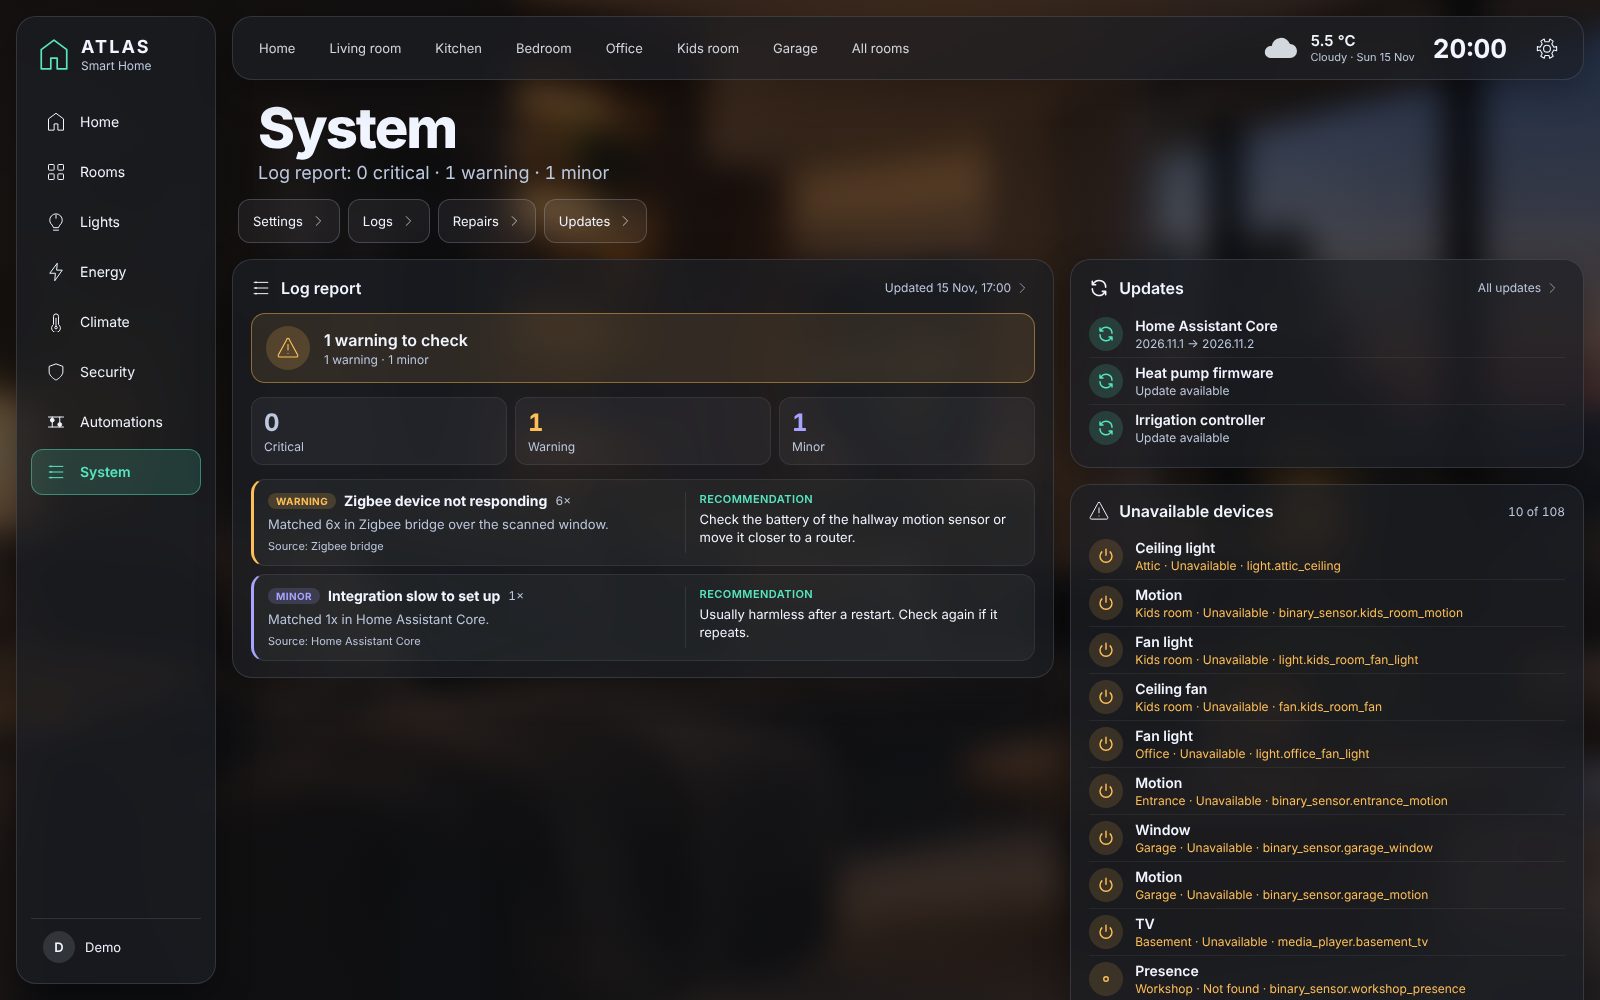 ATLAS
Smart Home
Home
Rooms
Lights
Energy
Climate
Security
Automations
System
D Demo
Home Living room Kitchen Bedroom Office Kids room Garage All rooms
5.5 °C
Cloudy · Sun 15 Nov
20:00
System
Log report: 0 critical · 1 warning · 1 minor
Settings Logs Repairs Updates
Log report
Updated 15 Nov, 17:00
1 warning to check
1 warning · 1 minor
0
Critical
1
Warning
1
Minor
WARNING Zigbee device not responding 6×
Matched 6x in Zigbee bridge over the scanned window.
Source: Zigbee bridge
RECOMMENDATION
Check the battery of the hallway motion sensor or
move it closer to a router.
MINOR Integration slow to set up 1×
Matched 1x in Home Assistant Core.
Source: Home Assistant Core
RECOMMENDATION
Usually harmless after a restart. Check again if it
repeats.
Updates
All updates
Home Assistant Core
2026.11.1 → 2026.11.2
Heat pump firmware
Update available
Irrigation controller
Update available
Unavailable devices
10 of 108
Ceiling light
Attic · Unavailable · light.attic_ceiling
Motion
Kids room · Unavailable · binary_sensor.kids_room_motion
Fan light
Kids room · Unavailable · light.kids_room_fan_light
Ceiling fan
Kids room · Unavailable · fan.kids_room_fan
Fan light
Office · Unavailable · light.office_fan_light
Motion
Entrance · Unavailable · binary_sensor.entrance_motion
Window
Garage · Unavailable · binary_sensor.garage_window
Motion
Garage · Unavailable · binary_sensor.garage_motion
TV
Basement · Unavailable · media_player.basement_tv
Presence
Workshop · Not found · binary_sensor.workshop_presence